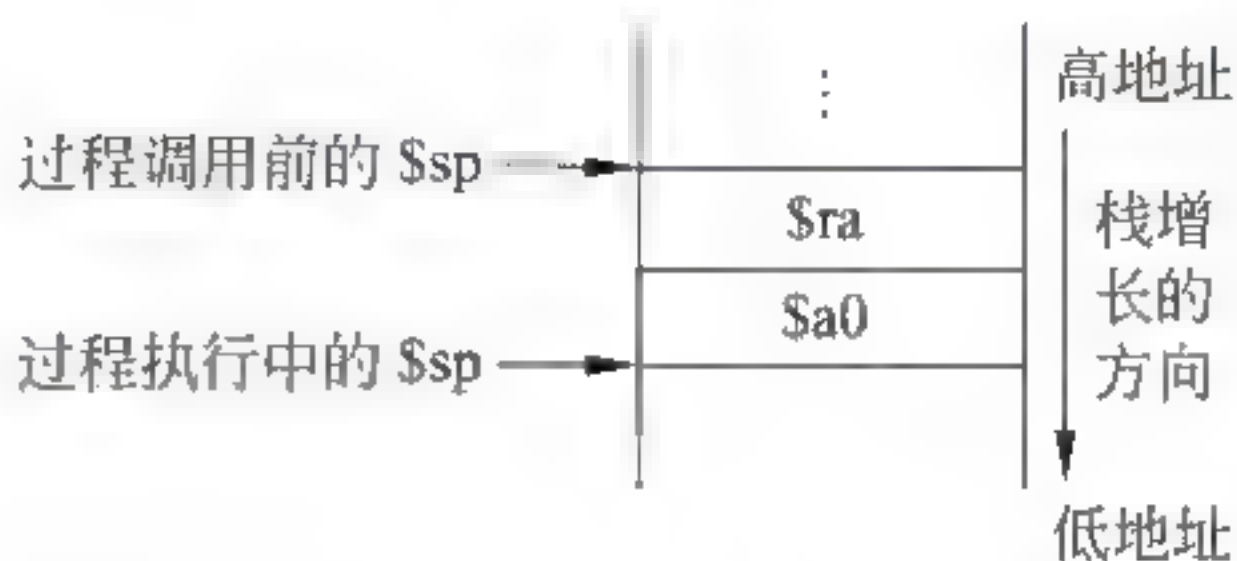 高地址
过程调用前的 $sp
$ra
栈增
长的
方向
$a0
过程执行中的 $sp
低地址